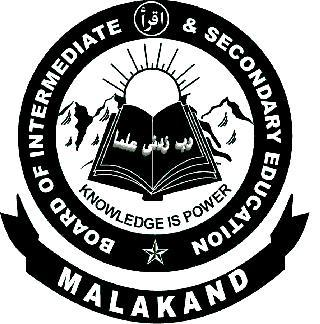 BOARD OF INTERMEDIATE & SECONDARY EDUCATION
اقرأ
رب زدنی علما
KNOWLEDGE IS POWER
MALAKAND